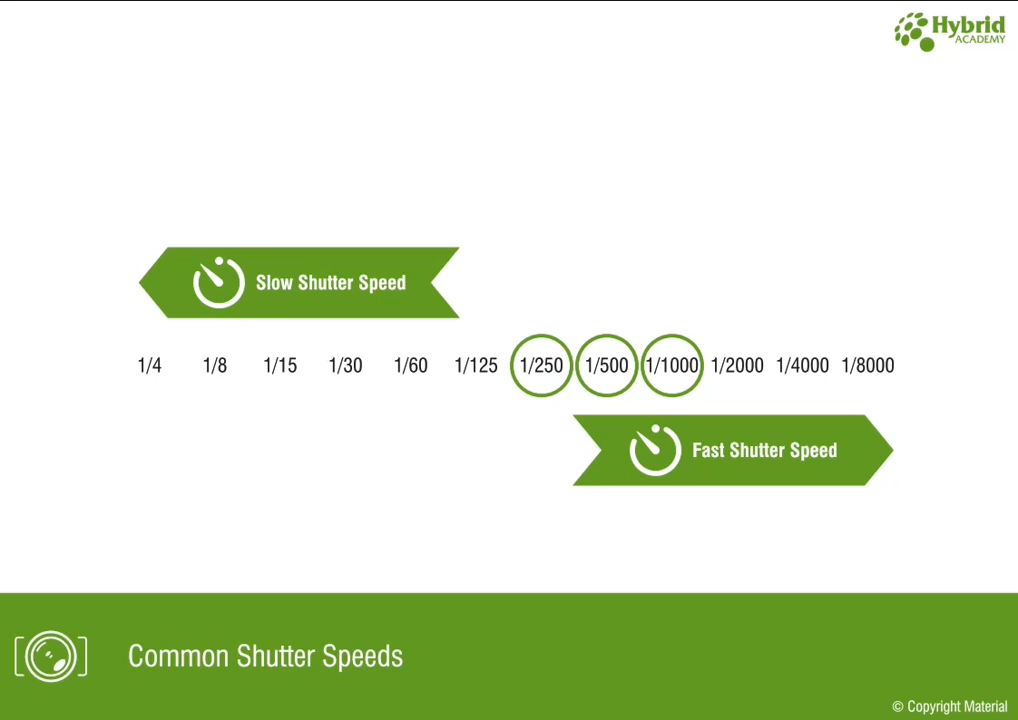 Hybrid
ACADEMY
Slow Shutter Speed
1/4 1/8 1/15 1/30 1/60 1/125 1/250 1/500 1/1000 1/2000 1/4000 1/8000
Fast Shutter Speed
Common Shutter Speeds
© Copyright Material